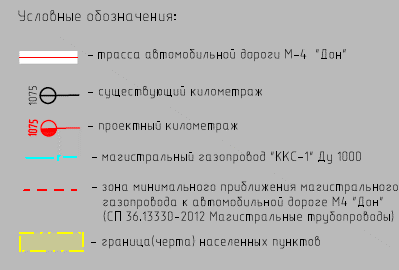 Условные обозначения:
– трасса автомобильной дороги М-4 "Дон"
1075 – существующий километраж
1075 – проектный километраж
– магистральный газопровод "ККС-1" Ду 1000
– зона минимального приближения магистрального
газопровода к автомобильной дороге М4 "Дон"
(СП 36.13330-2012 Магистральные трубопроводы)
– граница(черта) населенных пунктов